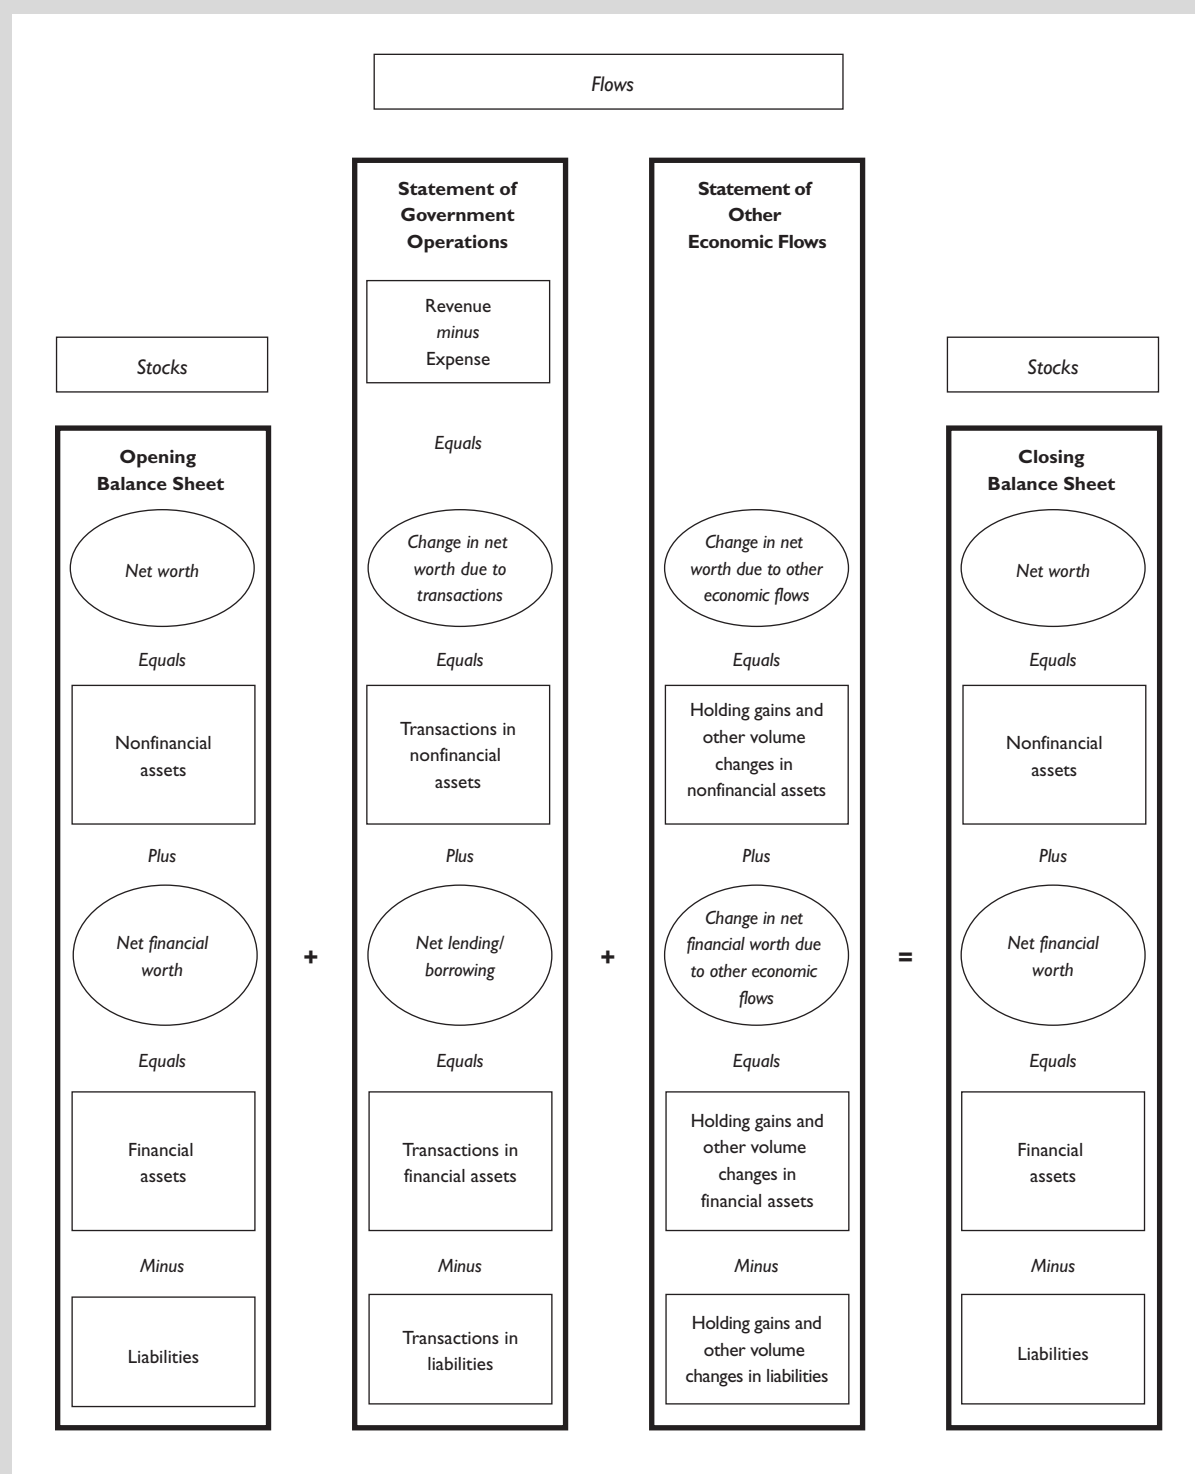 Flows
Stocks
Opening
Balance Sheet
Net worth
Equals
Nonfinancial
assets
Plus
Net financial
worth
Equals
Financial
assets
Minus
Liabilities
+
Statement of
Government
Operations
Revenue
minus
Expense
Equals
Change in net
worth due to
transactions
Equals
Transactions in
nonfinancial
assets
Plus
Net lending/
borrowing
Equals
Transactions in
financial assets
Minus
Transactions in
liabilities
+
Statement of
Other
Economic Flows
Change in net
worth due to other
economic flows
Equals
Holding gains and
other volume
changes in
nonfinancial assets
Plus
Change in net
financial worth due
to other economic
flows
Equals
Holding gains and
other volume
changes in
financial assets
Minus
Holding gains and
other volume
changes in liabilities
=
Stocks
Closing
Balance Sheet
Net worth
Equals
Nonfinancial
assets
Plus
Net financial
worth
Equals
Financial
assets
Minus
Liabilities